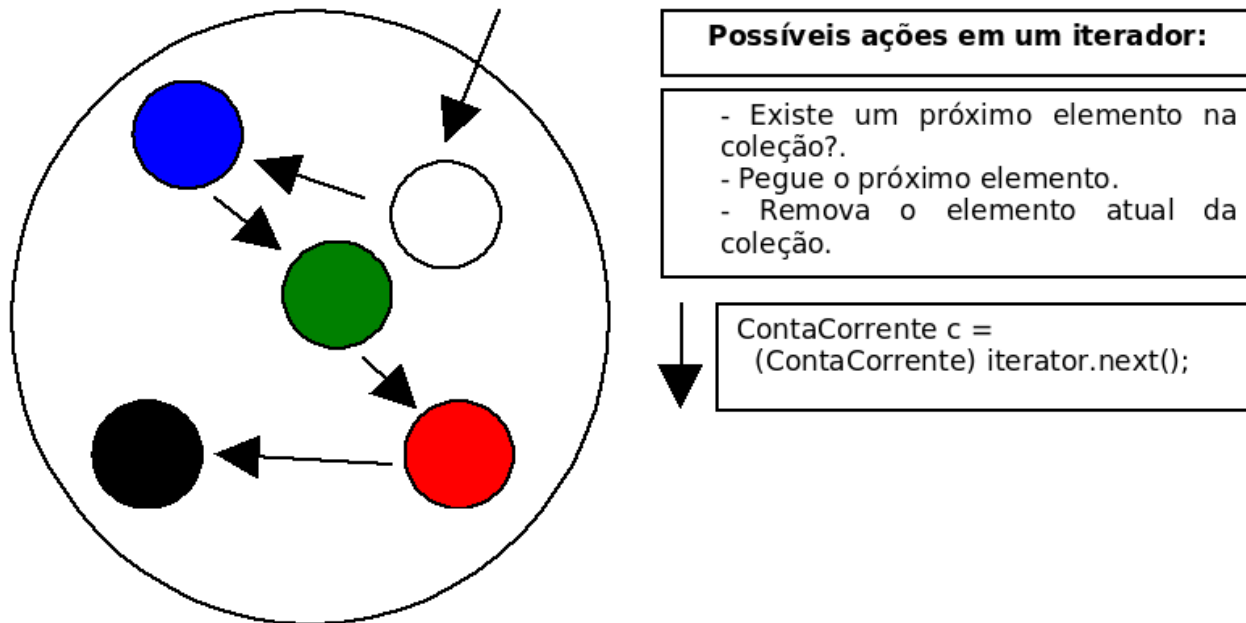 Possíveis ações em um iterador:
- Existe um próximo elemento na
coleção?.
- Pegue o próximo elemento.
- Remova o elemento atual da
coleção.
ContaCorrente c =
(ContaCorrente) iterator.next();